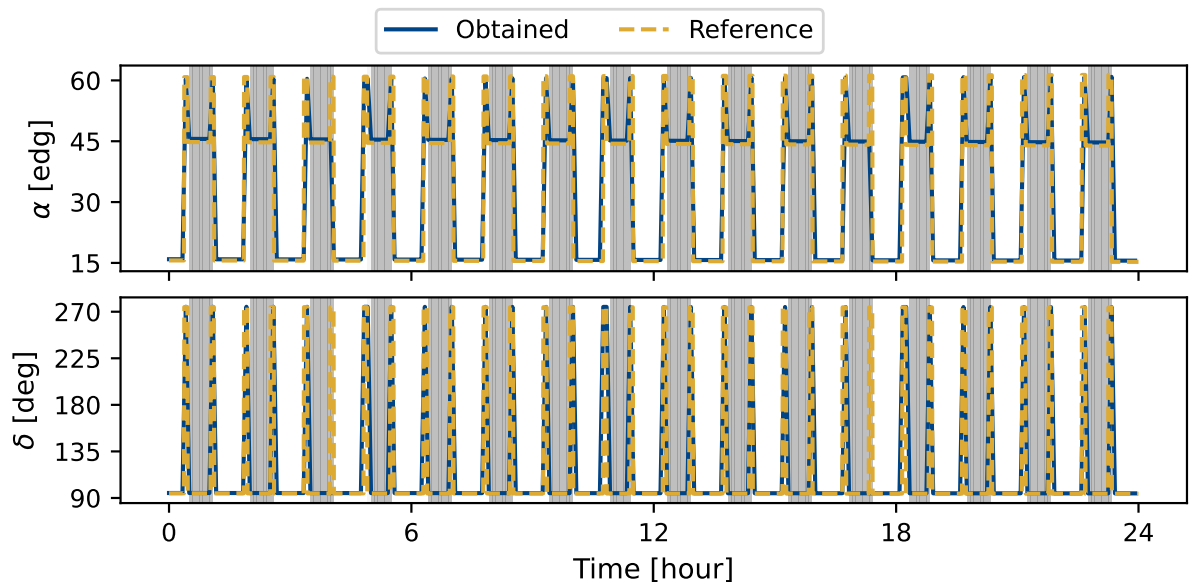 Obtained Reference
60
45
30
15
α [edg]
270
225
180
135
90
δ [deg]
0 6 12 18 24
Time [hour]